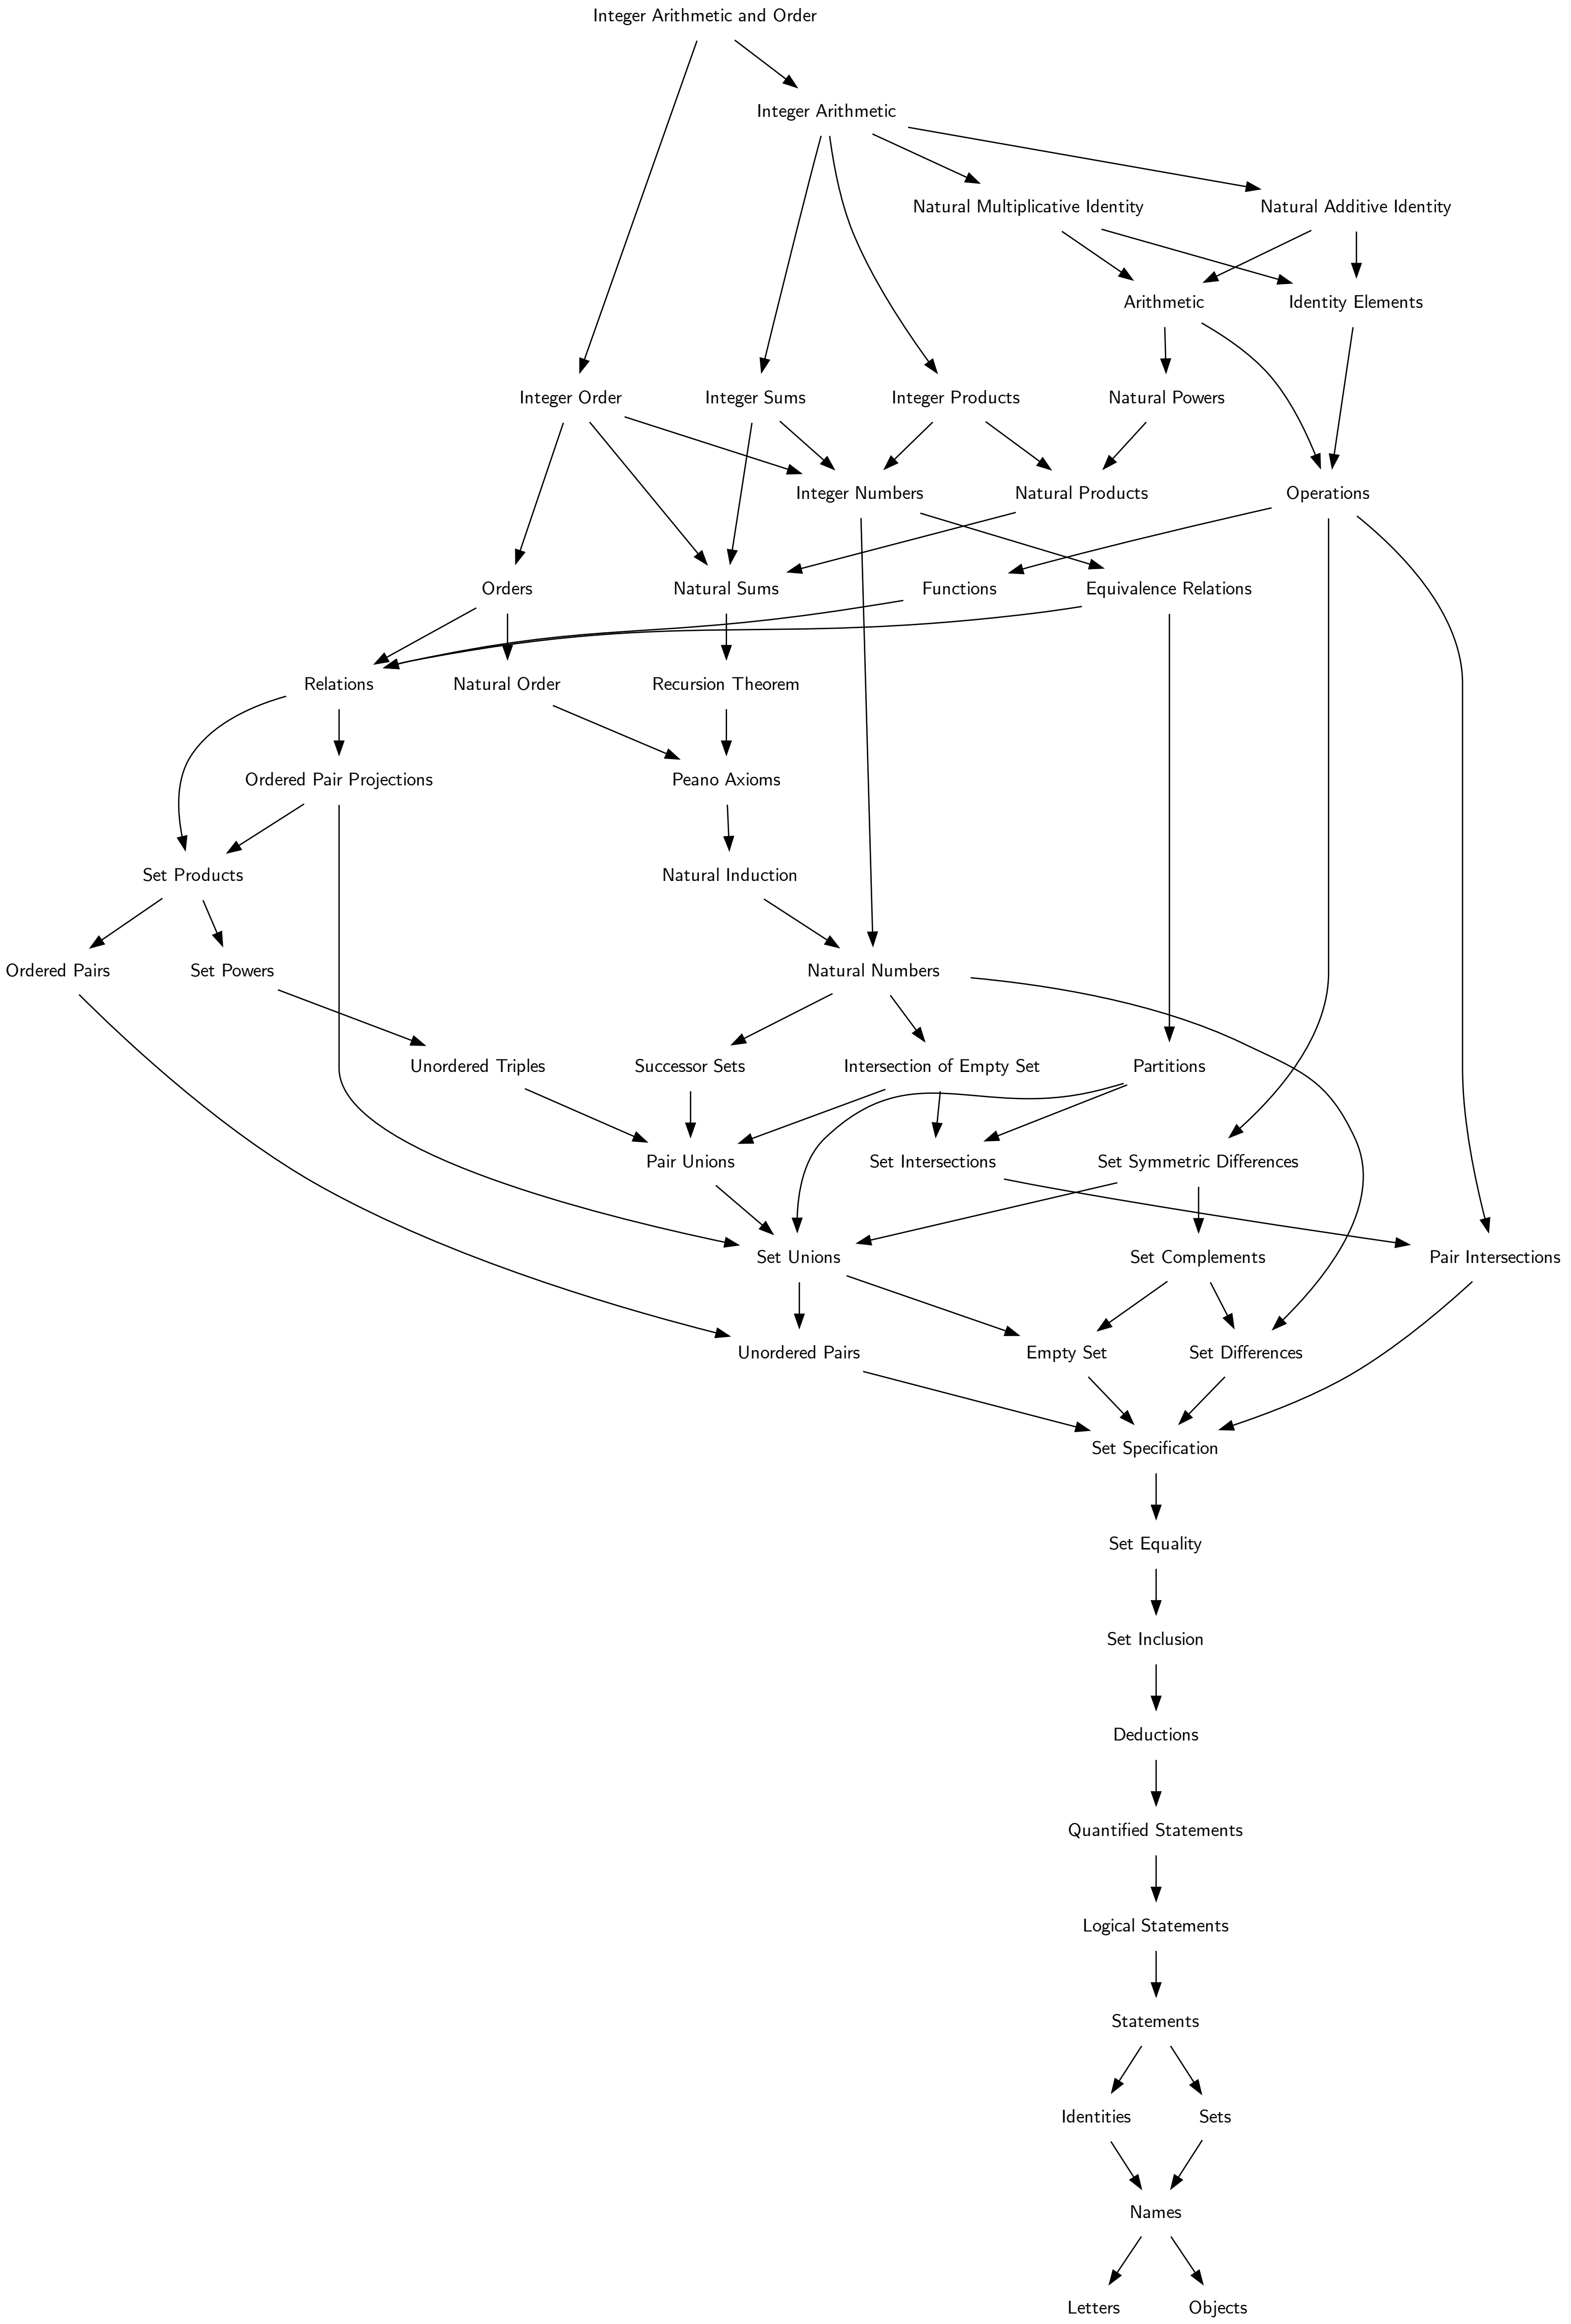 Integer Arithmetic and Order
Integer Arithmetic
Natural Multiplicative Identity
Natural Additive Identity
Arithmetic
Identity Elements
Integer Order
Integer Sums
Integer Products
Natural Powers
Integer Numbers
Natural Products
Operations
Orders
Natural Sums
Functions
Equivalence Relations
Relations
Natural Order
Recursion Theorem
Ordered Pair Projections
Peano Axioms
Set Products
Natural Induction
Ordered Pairs
Set Powers
Natural Numbers
Unordered Triples
Successor Sets
Intersection of Empty Set
Partitions
Pair Unions
Set Intersections
Set Symmetric Differences
Set Unions
Set Complements
Pair Intersections
Unordered Pairs
Empty Set
Set Differences
Set Specification
Set Equality
Set Inclusion
Deductions
Quantified Statements
Logical Statements
Statements
Identities
Sets
Names
Letters
Objects